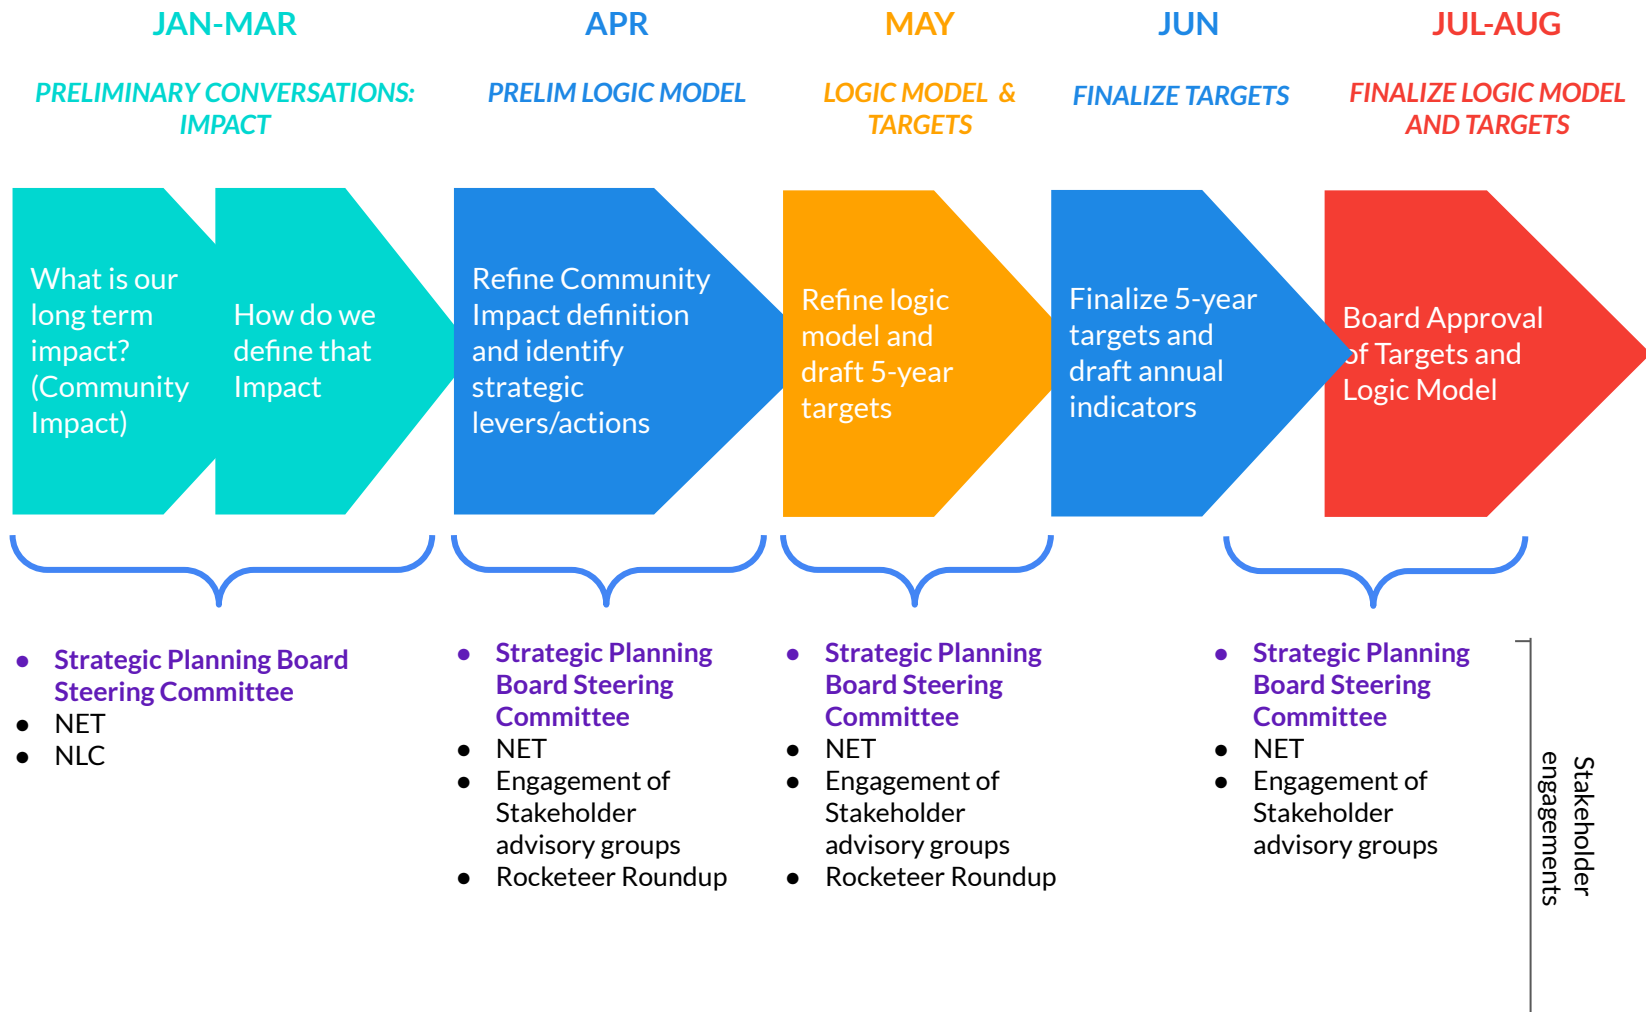 JAN-MAR
APR
MAY
JUN
JUL-AUG
PRELIMINARY CONVERSATIONS:
IMPACT
PRELIM LOGIC MODEL
LOGIC MODEL &
TARGETS
FINALIZE TARGETS
FINALIZE LOGIC MODEL
AND TARGETS
What is our
long term
impact?
(Community
Impact)
How do we
define that
Impact
Refine Community
Impact definition
and identify
strategic
levers/actions
Refine logic
model and
draft 5-year
targets
Finalize 5-year
targets and
draft annual
indicators
Board Approval
of Targets and
Logic Model
● Strategic Planning Board
Steering Committee
● NET
● NLC
● Strategic Planning
Board Steering
Committee
● NET
● Engagement of
Stakeholder
advisory groups
● Rocketeer Roundup
● Strategic Planning
Board Steering
Committee
● NET
● Engagement of
Stakeholder
advisory groups
● Rocketeer Roundup
● Strategic Planning
Board Steering
Committee
● NET
● Engagement of
Stakeholder
advisory groups
Stakeholder
engagements